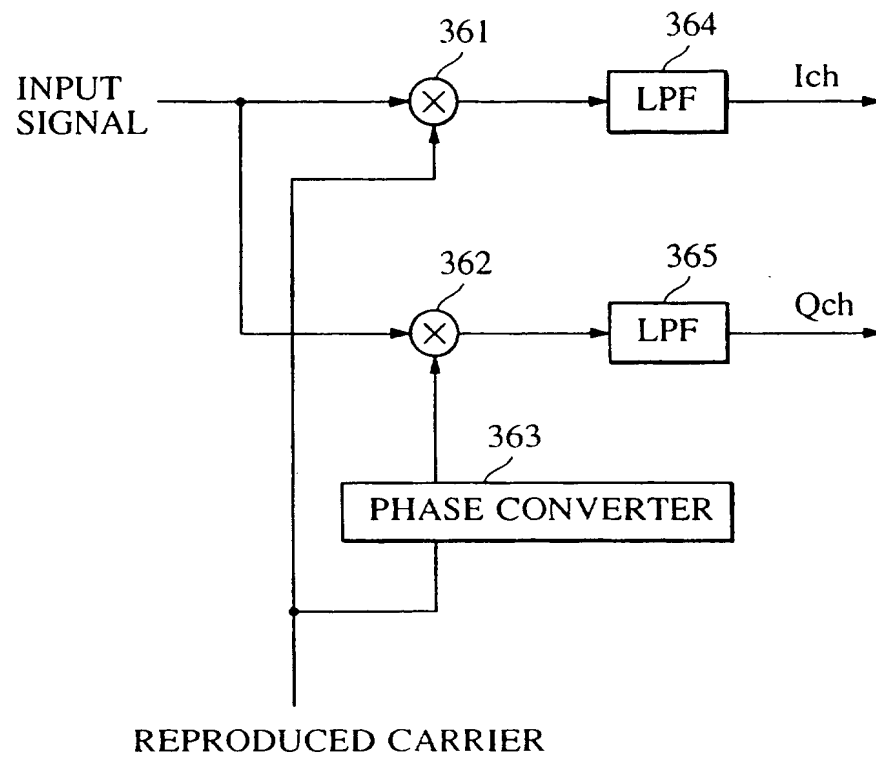 361
364
INPUT
SIGNAL
LPF
Ich
362
365
LPF
Qch
363
PHASE CONVERTER
REPRODUCED CARRIER